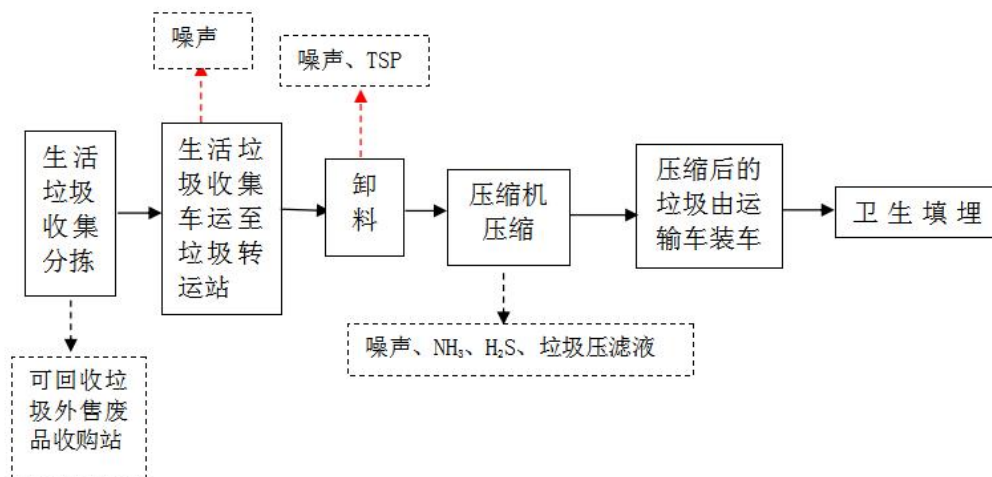 噪声
噪声、TSP
生活
垃圾
收集
分拣
生活垃
圾收集
车运至
垃圾转
运站
卸
料
压缩机
压缩
压缩后的
垃圾由运
输车装车
卫生填埋
噪声、NH₃、H₂S、垃圾压滤液
可回收垃
圾外售废
品收购站